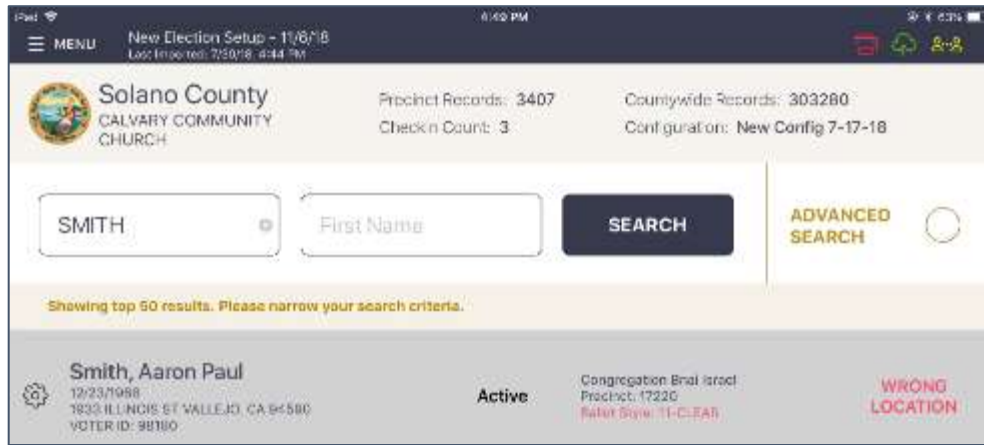 iPad
6:49 PM
63%
MENU
New Election Setup - 11/6/18
Last Imported: 7/30/18, 4:44 PM
Solano County
CALVARY COMMUNITY
CHURCH
Precinct Records: 3407
Checkin Count: 3
Countywide Records: 303280
Configuration: New Config 7-17-18
SMITH
First Name
SEARCH
ADVANCED
SEARCH
Showing top 50 results. Please narrow your search criteria.
Smith, Aaron Paul
12/23/1988
1933 ILLINOIS ST VALLEJO, CA 94590
VOTER ID: 98180
Active
Congregation Bnai Israel
Precinct: 17220
Ballot Style: 11-CLEAR
WRONG
LOCATION